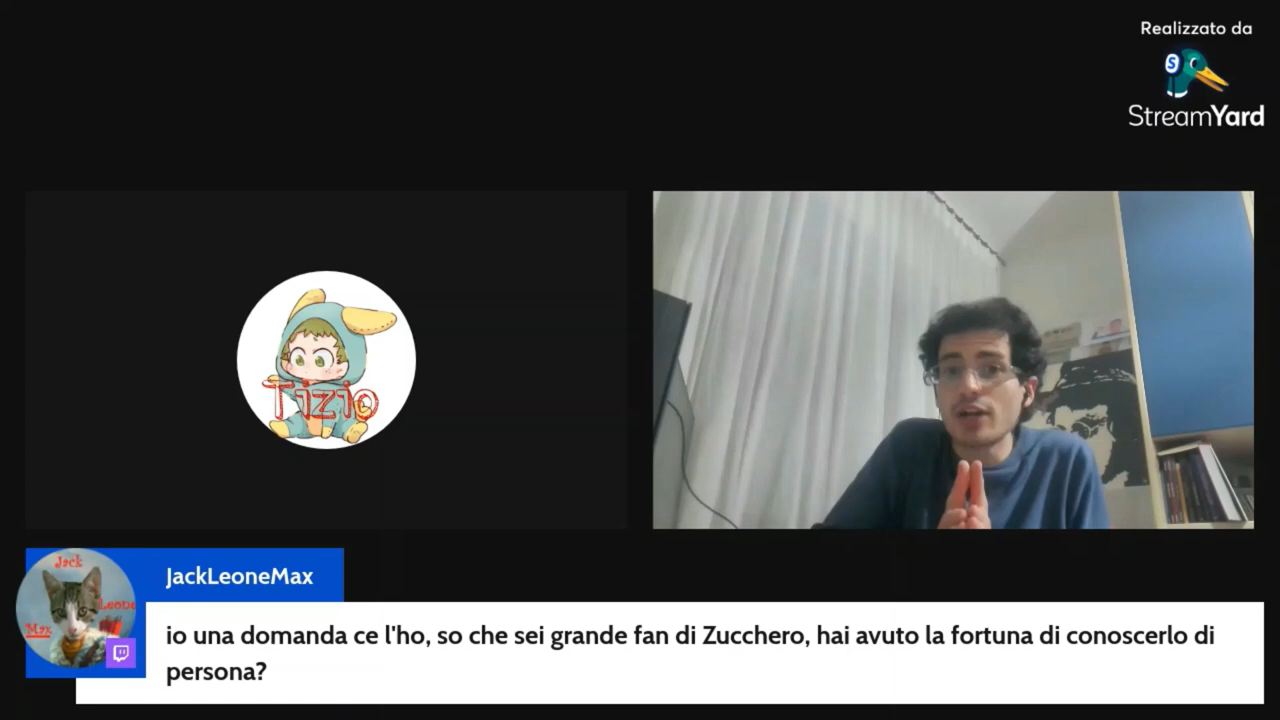 Realizzato da
S
StreamYard
Tizio
Jack
Leone
Max
JackLeoneMax
io una domanda ce l'ho, so che sei grande fan di Zucchero, hai avuto la fortuna di conoscerlo di
persona?